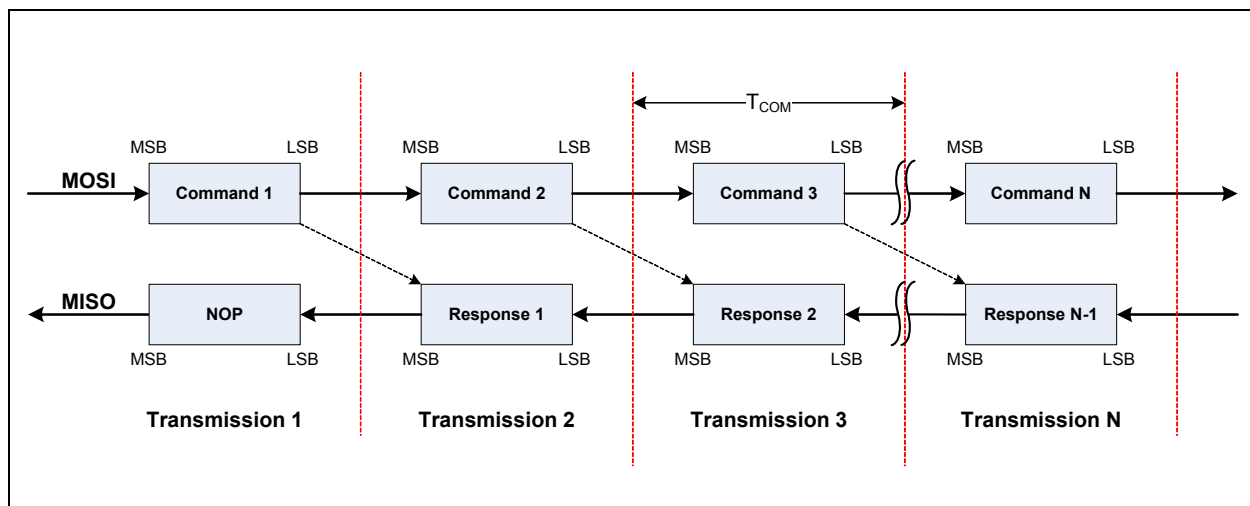 T_COM
MSB LSB MSB LSB MSB LSB MSB LSB
MOSI Command 1 Command 2 Command 3 Command N
MISO NOP Response 1 Response 2 Response N-1
MSB LSB MSB LSB MSB LSB MSB LSB
Transmission 1 Transmission 2 Transmission 3 Transmission N